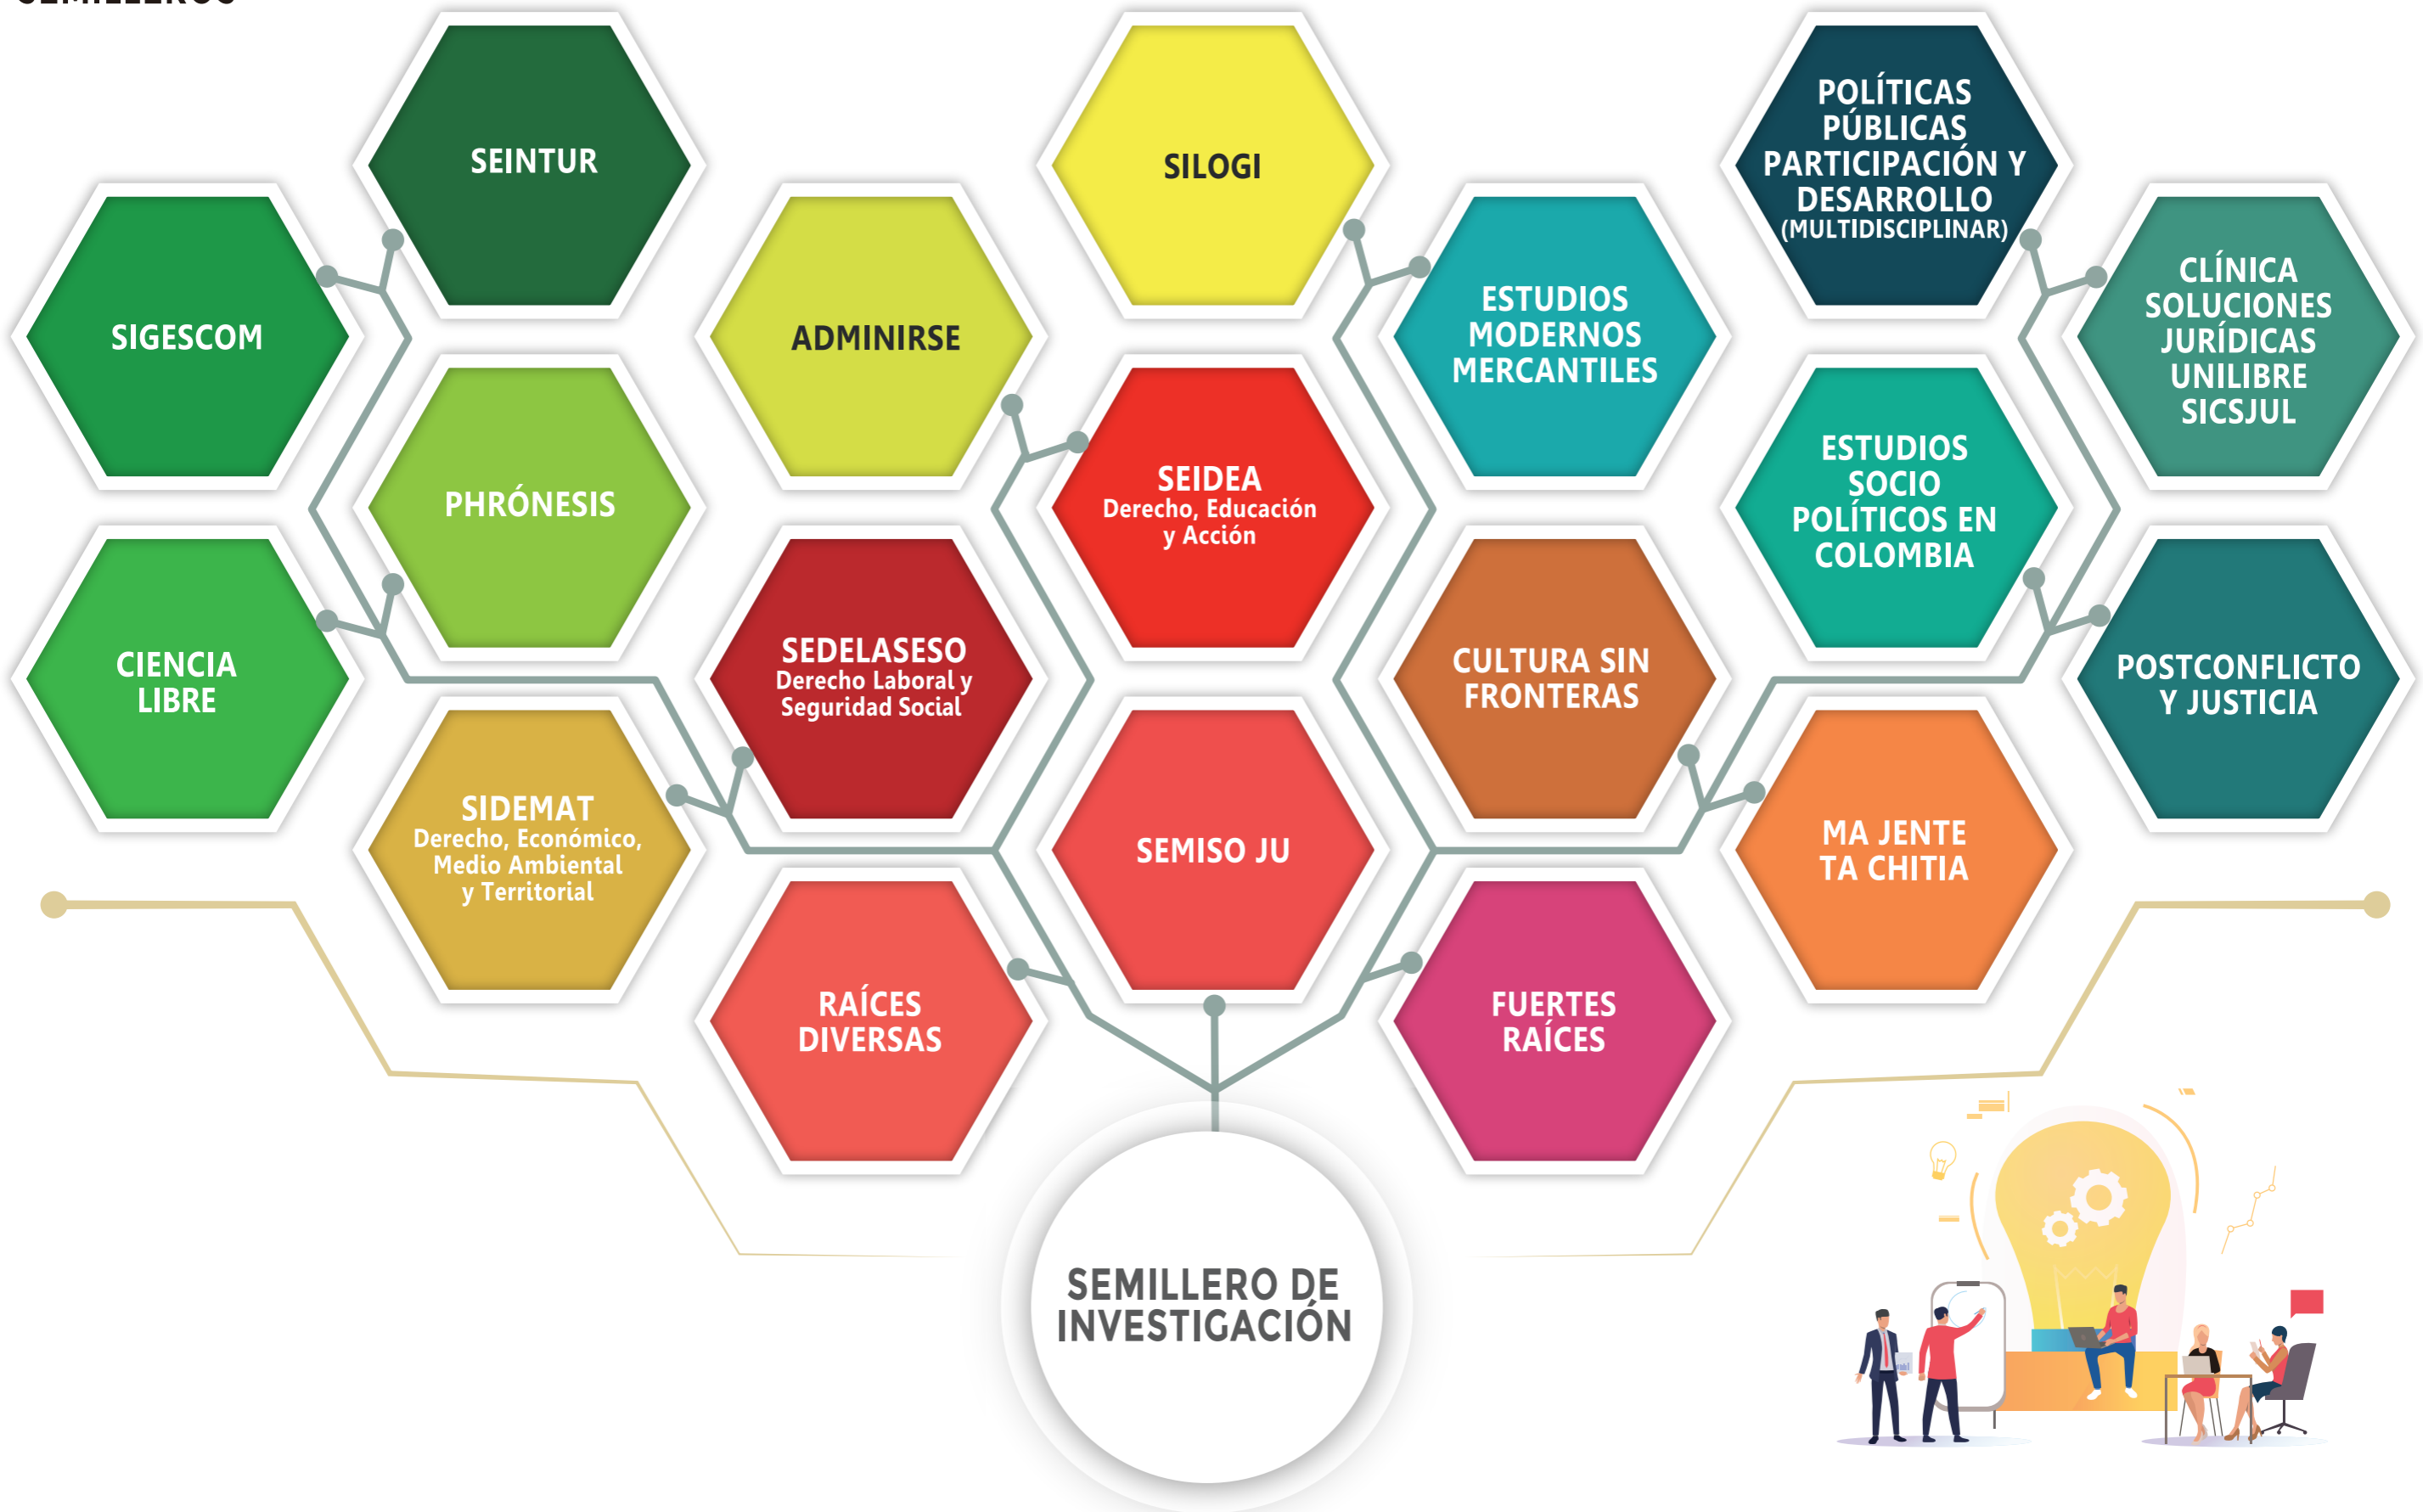 SEMILLEROS
SEINTUR
SILOGI
POLÍTICAS
PÚBLICAS
PARTICIPACIÓN Y
DESARROLLO
(MULTIDISCIPLINAR)
SIGESCOM
ADMINIRSE
ESTUDIOS
MODERNOS
MERCANTILES
CLÍNICA
SOLUCIONES
JURÍDICAS
UNILIBRE
SICSJUL
PHRÓNESIS
SEIDEA
Derecho, Educación
y Acción
ESTUDIOS
SOCIO
POLÍTICOS EN
COLOMBIA
CIENCIA
LIBRE
SEDELASESO
Derecho Laboral y
Seguridad Social
CULTURA SIN
FRONTERAS
POSTCONFLICTO
Y JUSTICIA
SIDEMAT
Derecho, Económico,
Medio Ambiental
y Territorial
SEMISO JU
MA JENTE
TA CHITIA
RAÍCES
DIVERSAS
FUERTES
RAÍCES
SEMILLERO DE
INVESTIGACIÓN